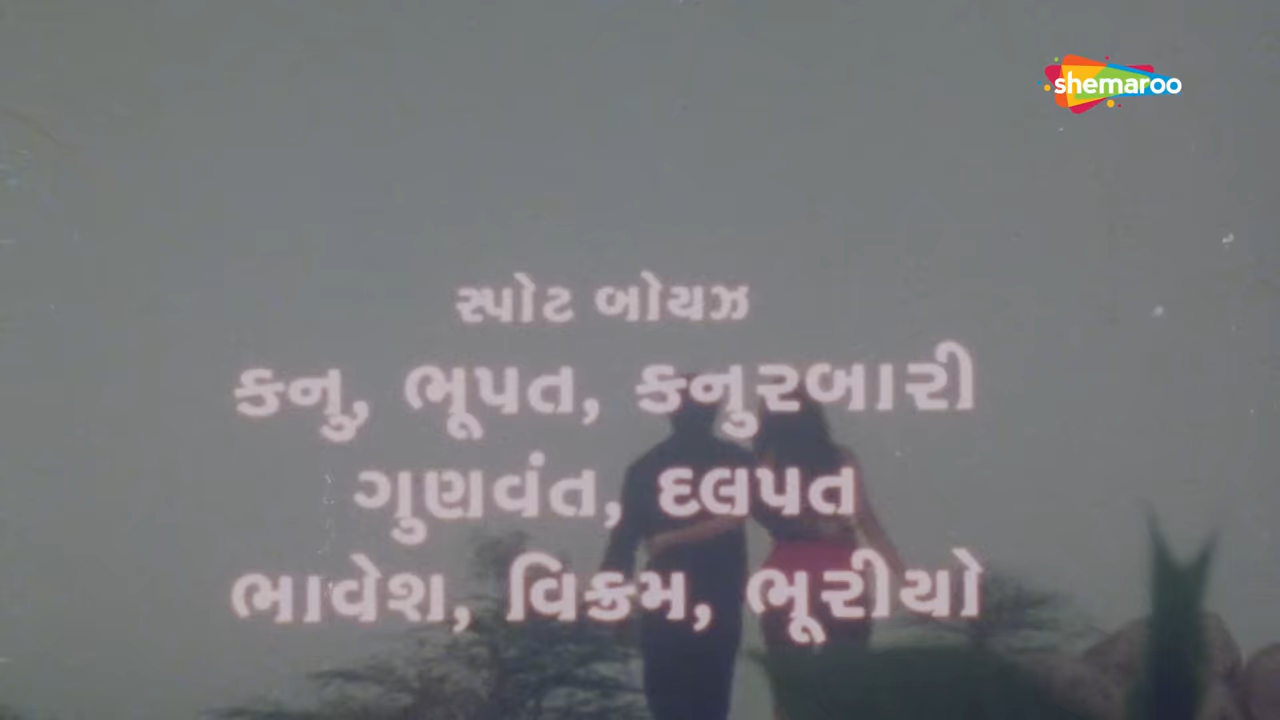 shemaroo
સ્પોટ બોયઝ
કનુ, ભૂપત, કનુરબારી
ગુણવંત, દલપત
ભાવેશ, વિક્રમ, ભૂરીયો